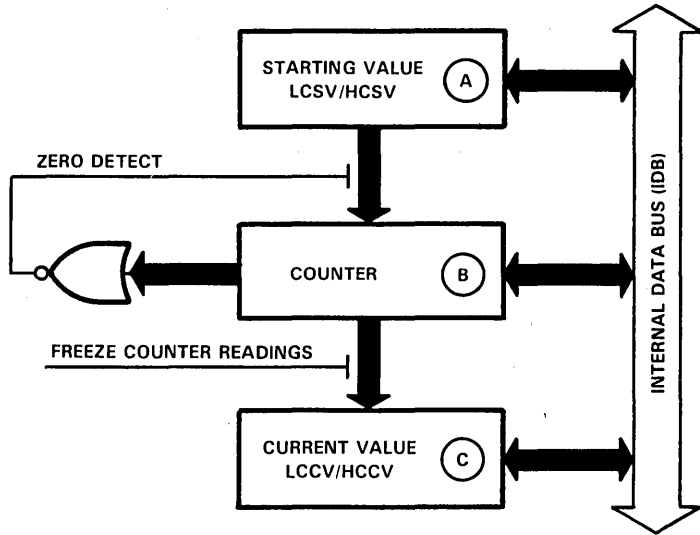 STARTING VALUE
LCSV/HCSV
A
ZERO DETECT
COUNTER
B
FREEZE COUNTER READINGS
CURRENT VALUE
LCCV/HCCV
C
INTERNAL DATA BUS (IDB)